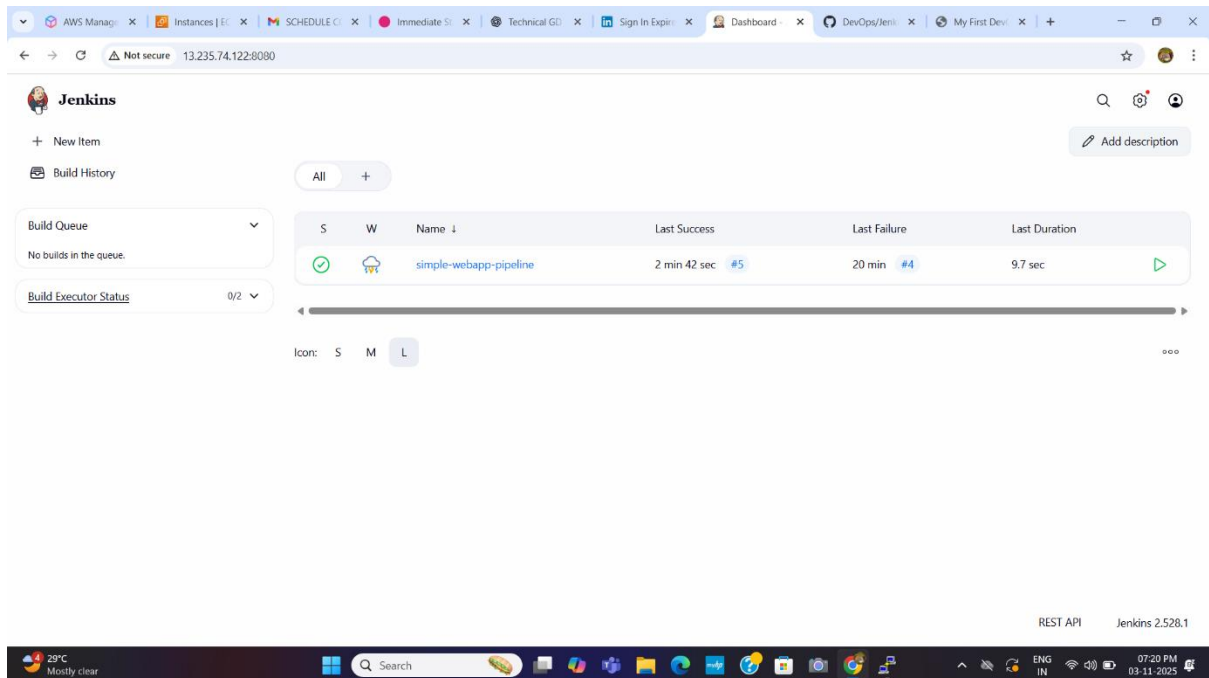 AWS Manage
Instances | EC
SCHEDULE C
Immediate S
Technical GD
Sign In Expir
Dashboard -
DevOps/Jenk
My First Dev
Not secure 13.235.74.122:8080
Jenkins
New Item
Add description
Build History
All +
Build Queue
No builds in the queue.
Build Executor Status 0/2
S W Name ↓ Last Success Last Failure Last Duration
simple-webapp-pipeline 2 min 42 sec #5 20 min #4 9.7 sec
Icon: S M L
REST API Jenkins 2.528.1
4 29°C
Mostly clear
Search
ENG
IN
07:20 PM
03-11-2025